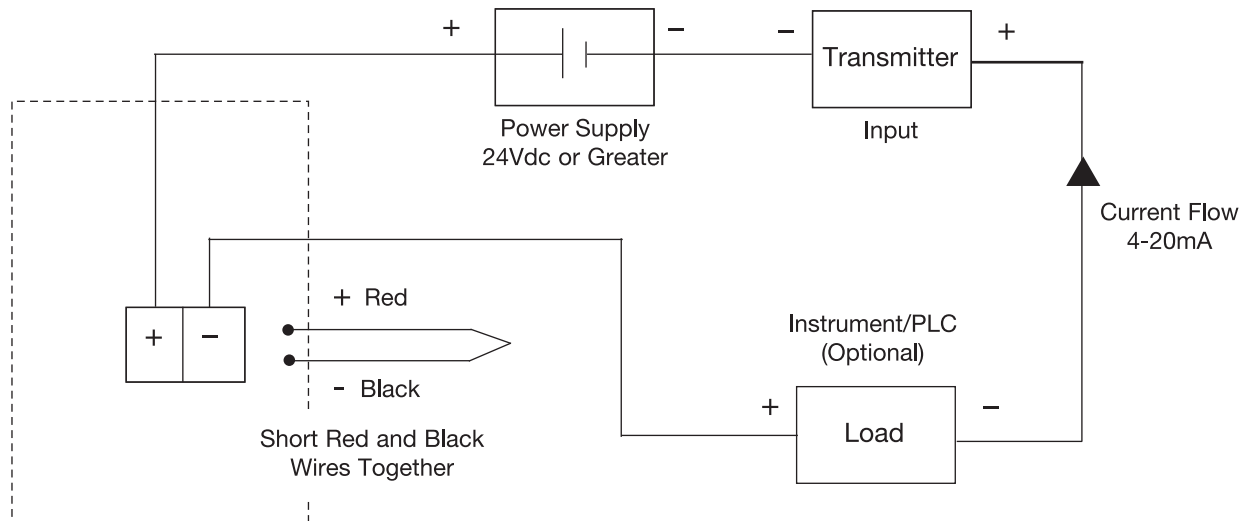 + − − Transmitter +
Power Supply
24Vdc or Greater
Input
Current Flow
4-20mA
+ −
+ Red
- Black
Short Red and Black
Wires Together
Instrument/PLC
(Optional)
+ Load −